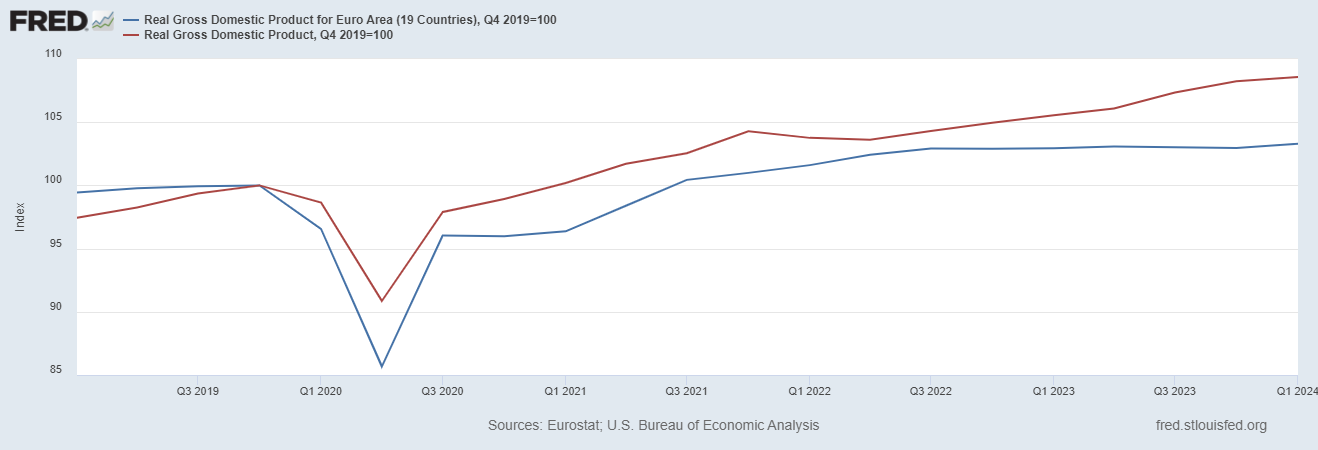 FRED
Real Gross Domestic Product for Euro Area (19 Countries), Q4 2019=100
Real Gross Domestic Product, Q4 2019=100
110
105
100
95
90
85
Index
Q3 2019 Q1 2020 Q3 2020 Q1 2021 Q3 2021 Q1 2022 Q3 2022 Q1 2023 Q3 2023 Q1 2024
Sources: Eurostat; U.S. Bureau of Economic Analysis fred.stlouisfed.org